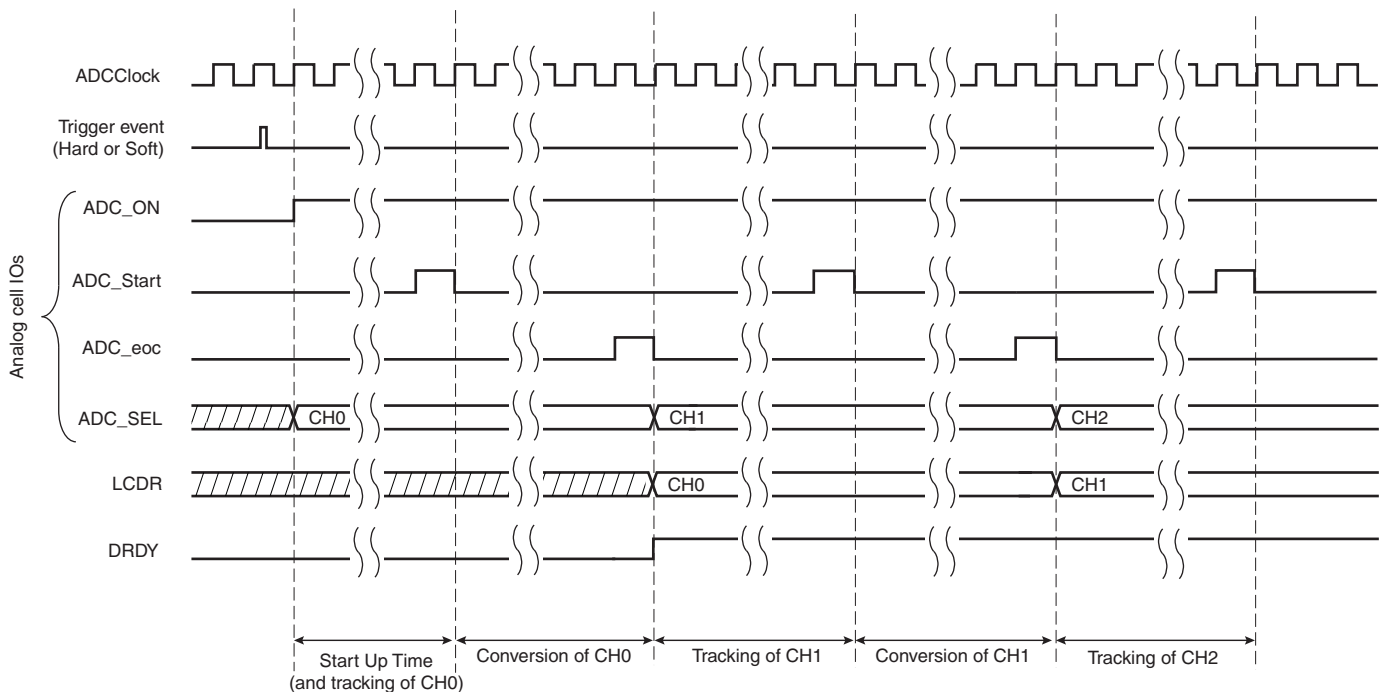 ADCClock
Trigger event
(Hard or Soft)
Analog cell IOs
ADC_ON
ADC_Start
ADC_eoc
ADC_SEL
CH0
CH1
CH2
LCDR
CH0
CH1
DRDY
Start Up Time
(and tracking of CH0)
Conversion of CH0
Tracking of CH1
Conversion of CH1
Tracking of CH2